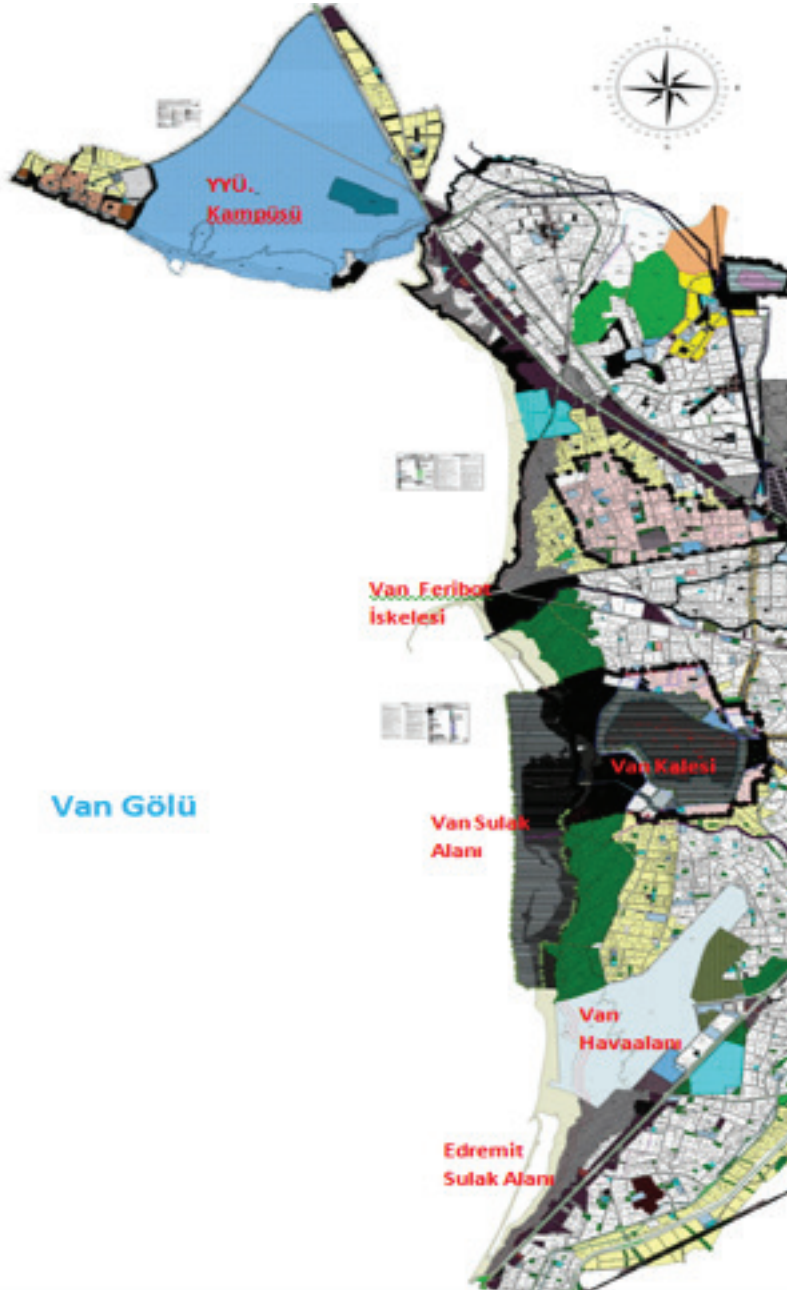 YYÜ.
Kampüsü
Van Feribot
İskelesi
Van Kalesi
Van Gölü
Van Sulak
Alanı
Van
Havaalanı
Edremit
Sulak Alanı